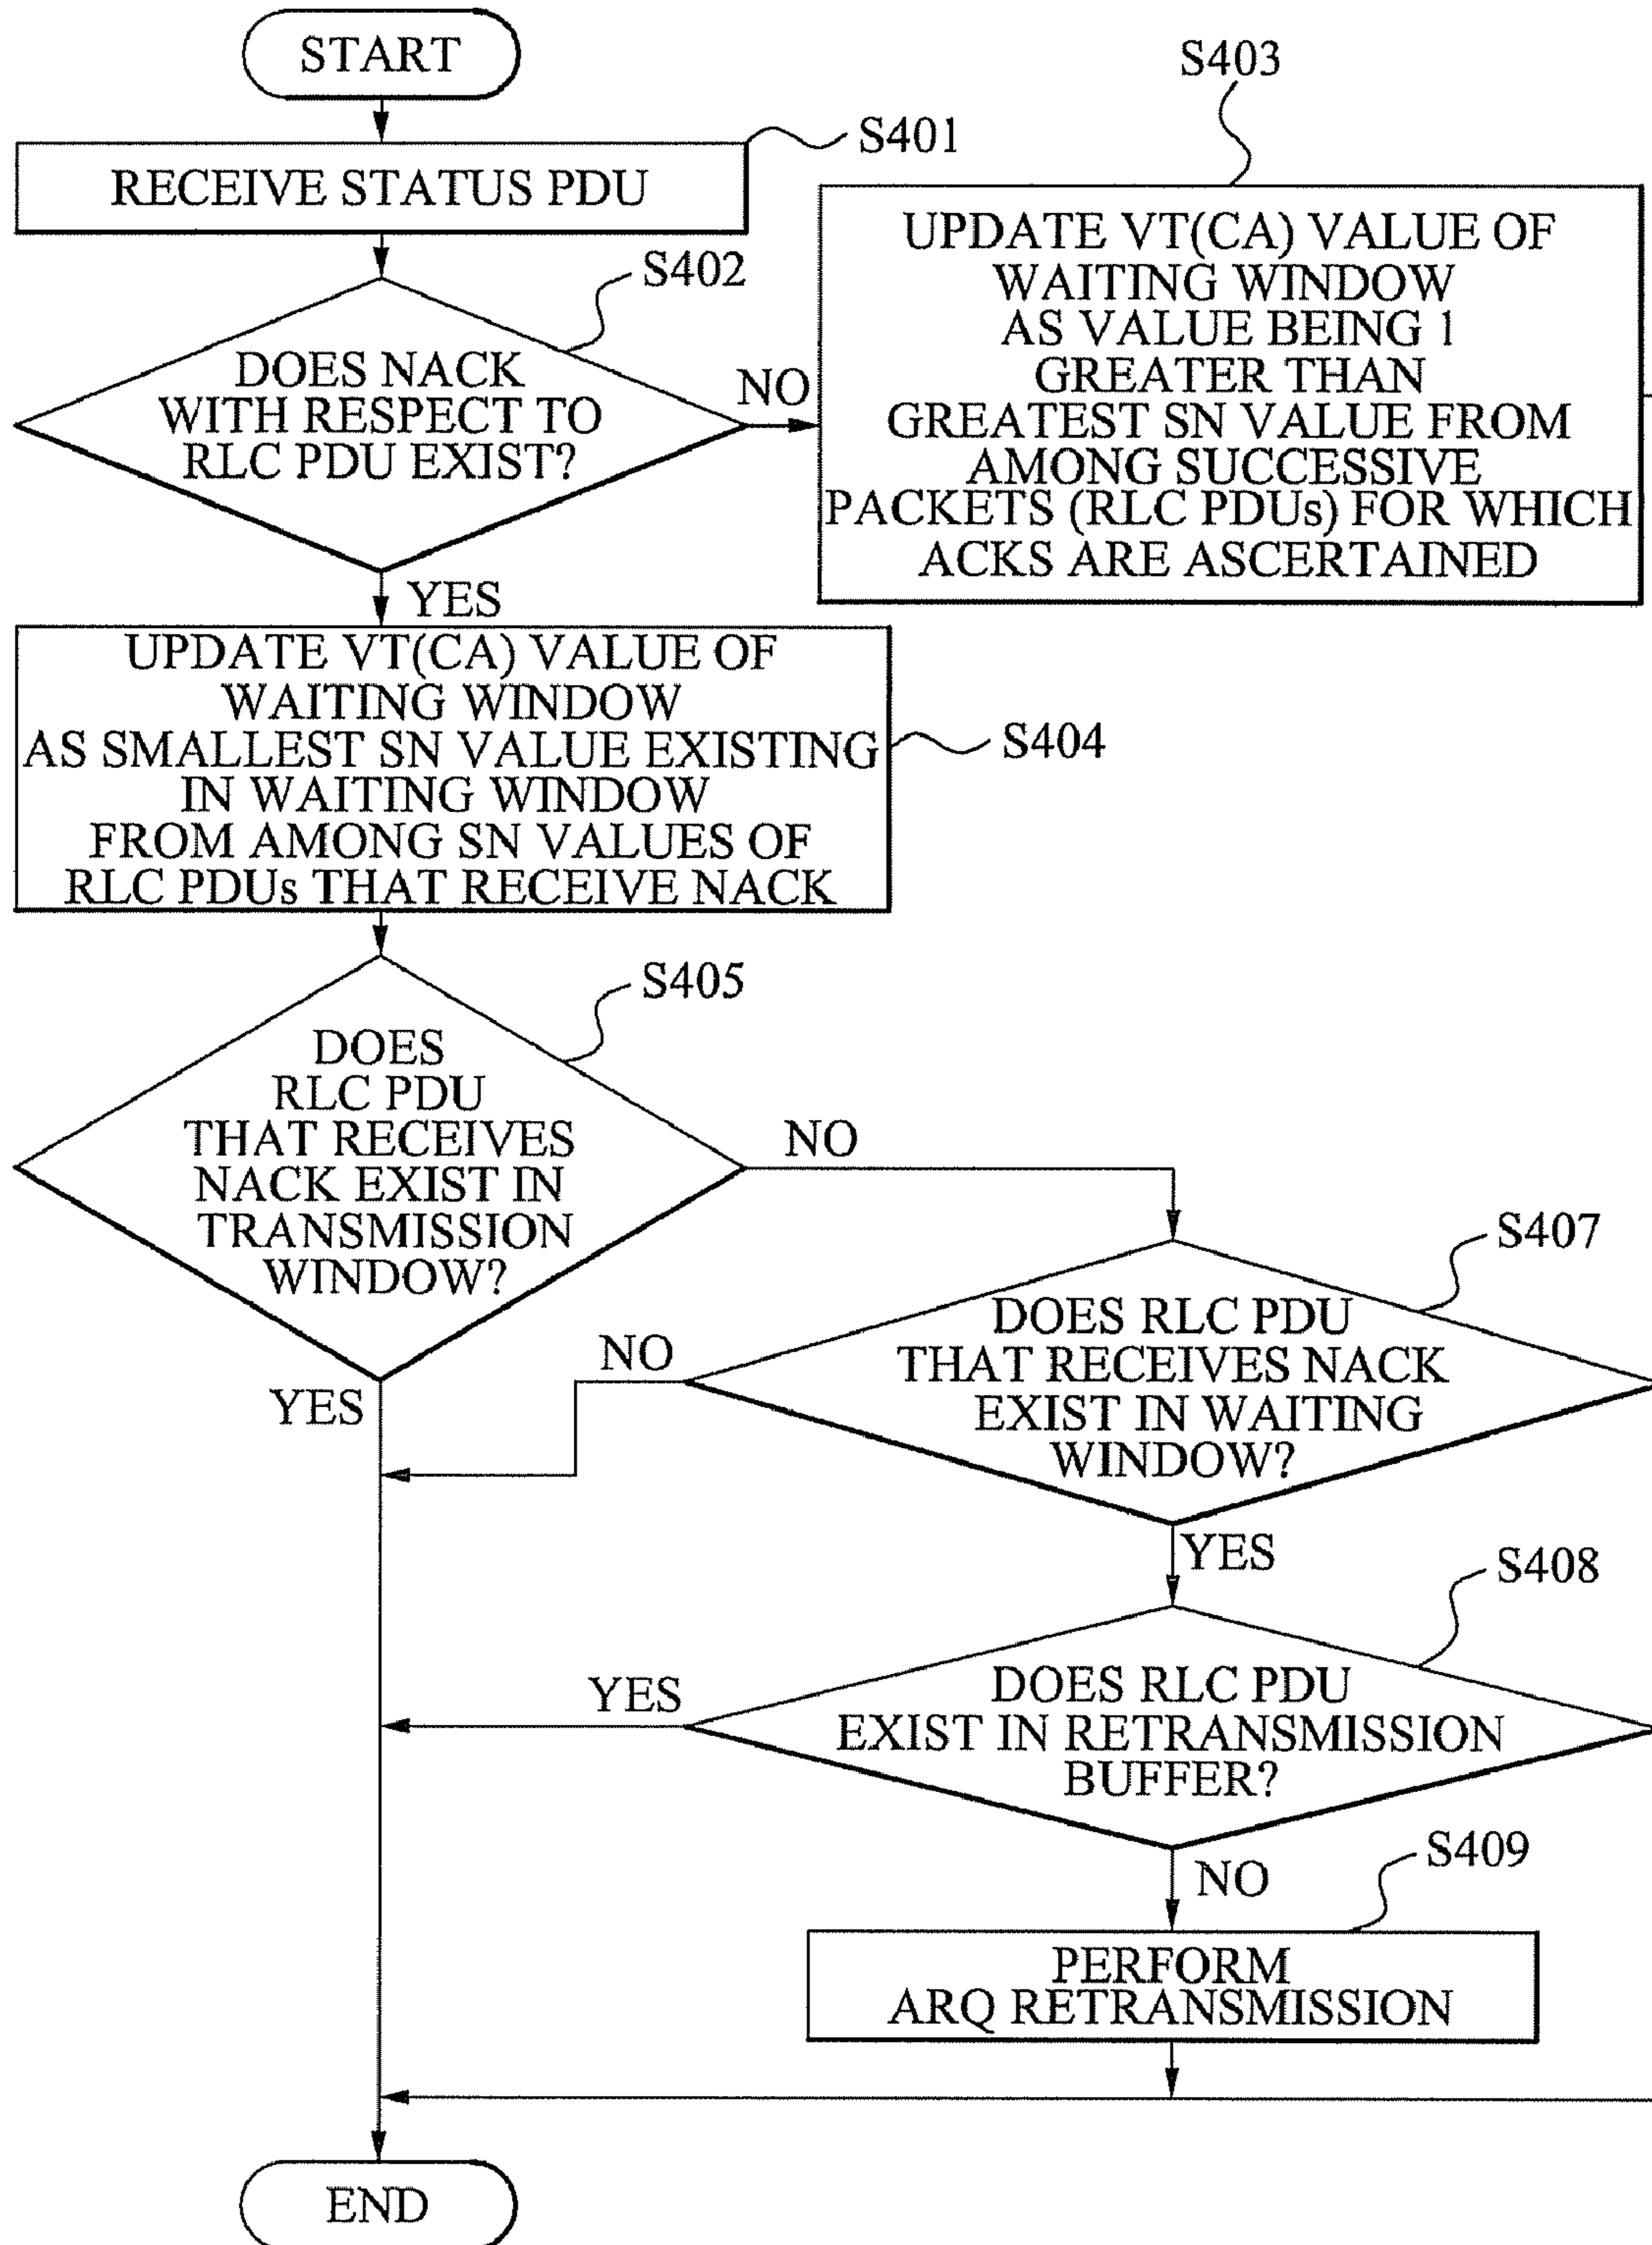 START
S401
RECEIVE STATUS PDU
S402
DOES NACK
WITH RESPECT TO
RLC PDU EXIST?
NO
S403
UPDATE VT(CA) VALUE OF
WAITING WINDOW
AS VALUE BEING 1
GREATER THAN
GREATEST SN VALUE FROM
AMONG SUCCESSIVE
PACKETS (RLC PDUs) FOR WHICH
ACKS ARE ASCERTAINED
YES
UPDATE VT(CA) VALUE OF
WAITING WINDOW
AS SMALLEST SN VALUE EXISTING
IN WAITING WINDOW
FROM AMONG SN VALUES OF
RLC PDUs THAT RECEIVE NACK
S404
S405
DOES
RLC PDU
THAT RECEIVES
NACK EXIST IN
TRANSMISSION
WINDOW?
NO
YES
S407
DOES RLC PDU
THAT RECEIVES NACK
EXIST IN WAITING
WINDOW?
NO
YES
S408
DOES RLC PDU
EXIST IN RETRANSMISSION
BUFFER?
YES
NO
S409
PERFORM
ARQ RETRANSMISSION
END